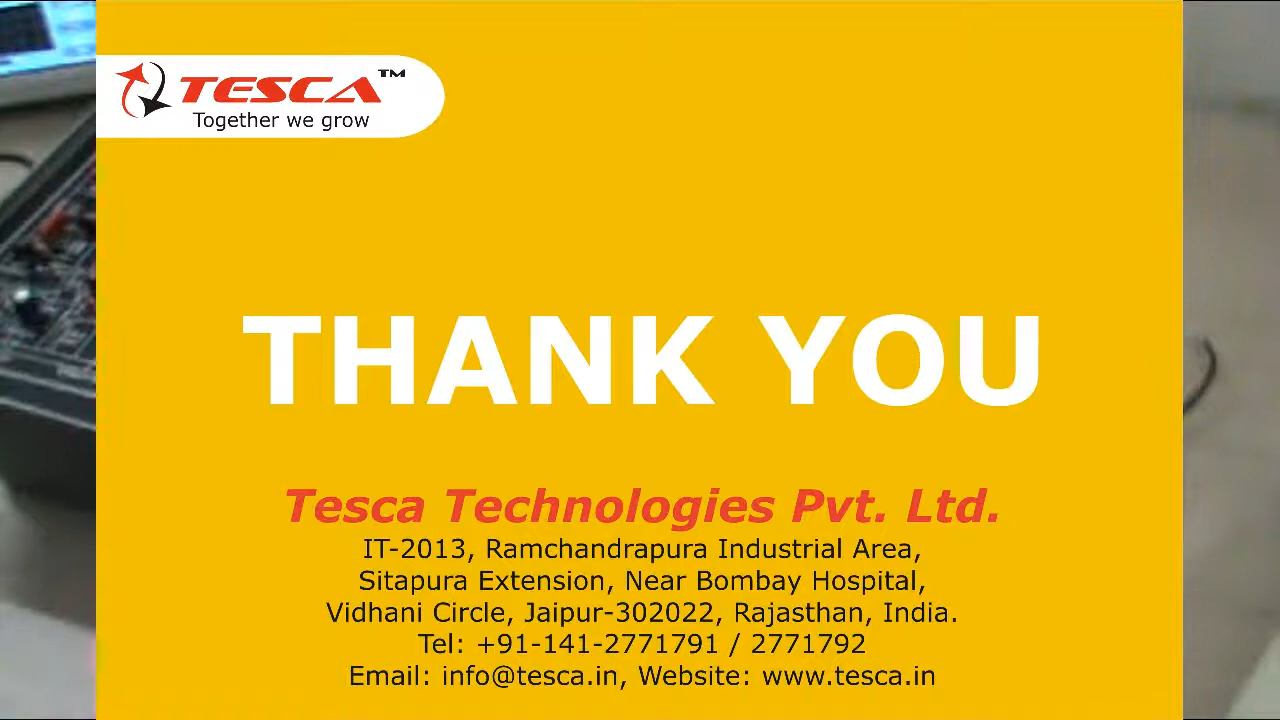 TESCA™
Together we grow
THANK YOU
Tesca Technologies Pvt. Ltd.
IT-2013, Ramchandrapura Industrial Area,
Sitapura Extension, Near Bombay Hospital,
Vidhani Circle, Jaipur-302022, Rajasthan, India.
Tel: +91-141-2771791 / 2771792
Email: info@tesca.in, Website: www.tesca.in